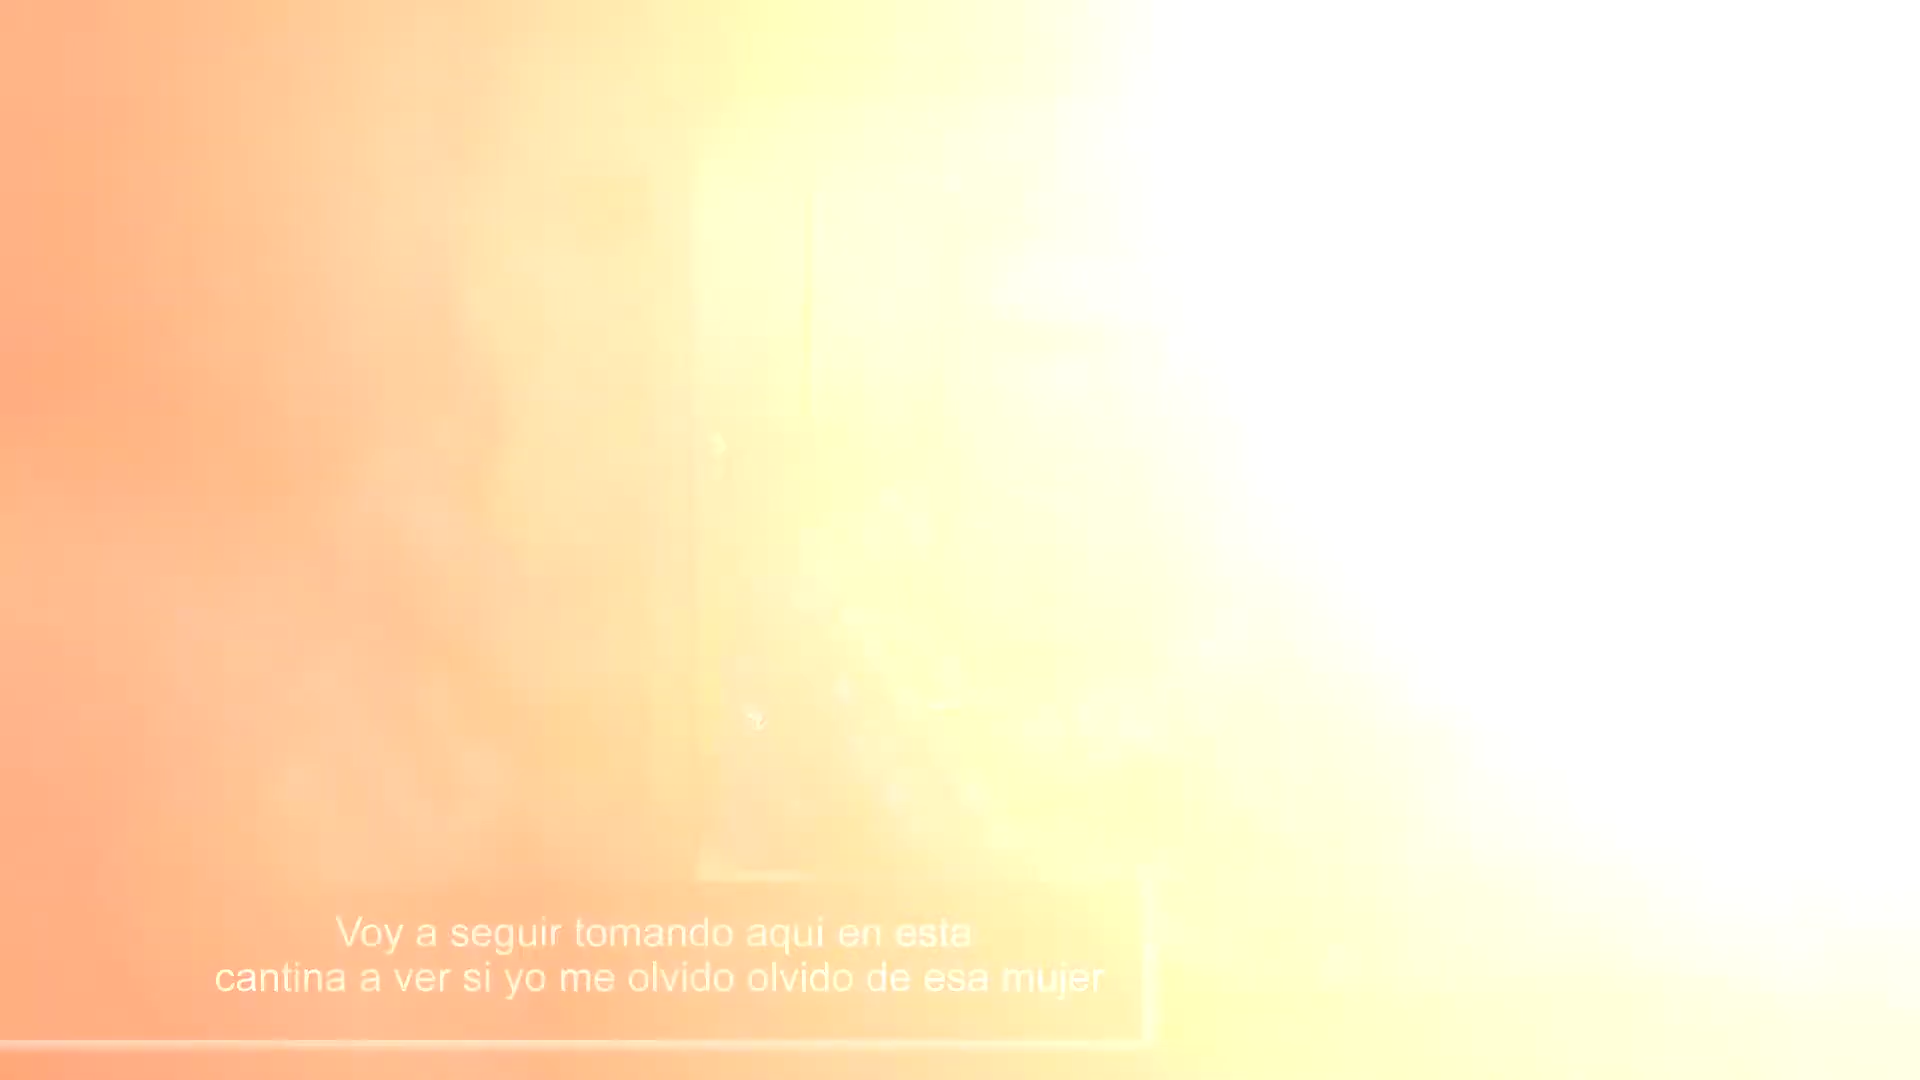 Voy a seguir tomando aqui en esta
cantina a ver si yo me olvido olvido de esa mujer